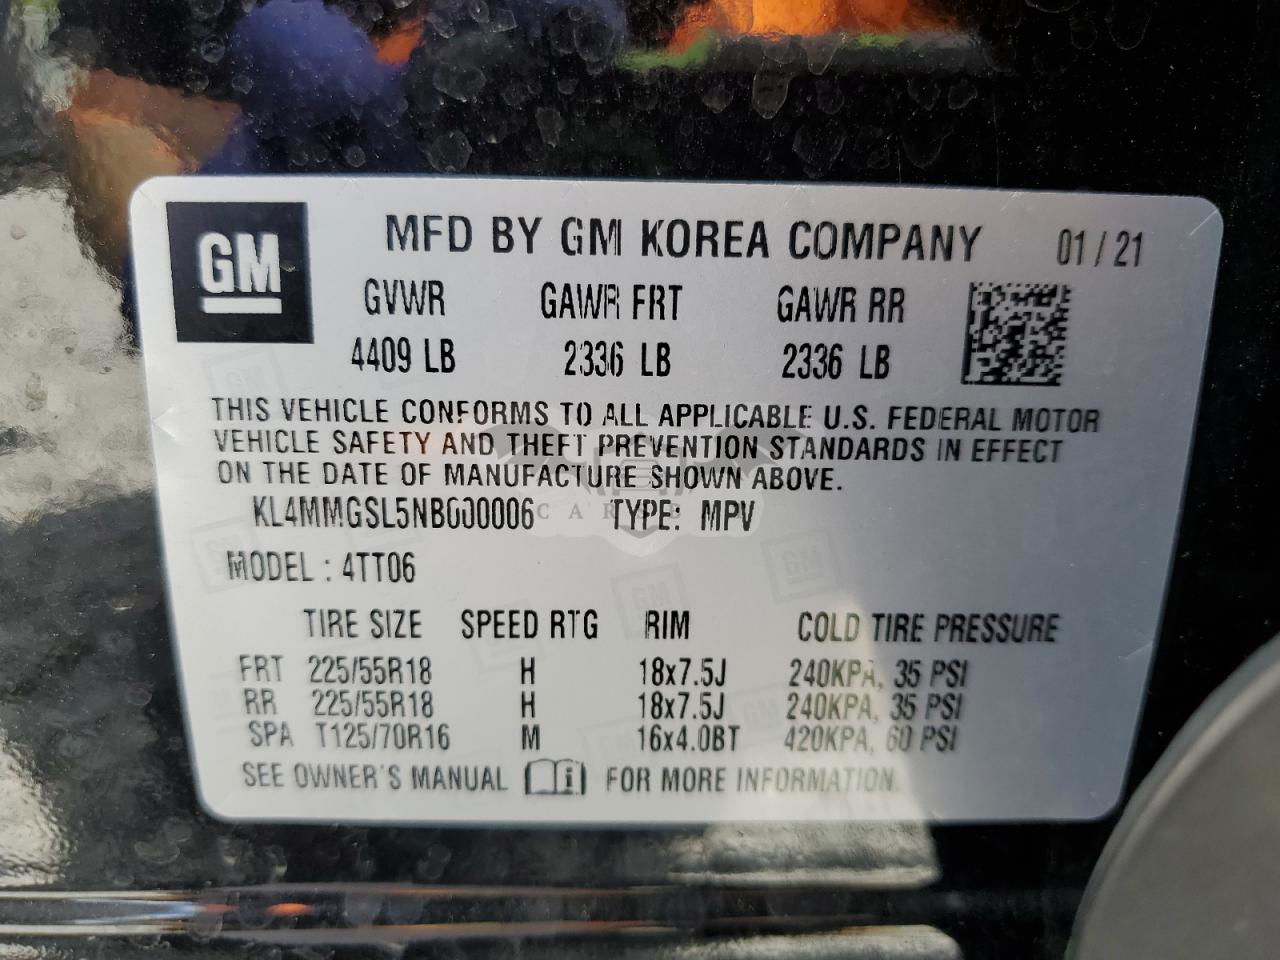 GM
MFD BY GM KOREA COMPANY 01 / 21
GVWR GAWR FRT GAWR RR
4409 LB 2336 LB 2336 LB
THIS VEHICLE CONFORMS TO ALL APPLICABLE U.S. FEDERAL MOTOR
VEHICLE SAFETY AND THEFT PREVENTION STANDARDS IN EFFECT
ON THE DATE OF MANUFACTURE SHOWN ABOVE.
KL4MMGSL5NB000006 TYPE: MPV
MODEL : 4TT06
TIRE SIZE SPEED RTG RIM COLD TIRE PRESSURE
FRT 225/55R18 H 18x7.5J 240KPA, 35 PSI
RR 225/55R18 H 18x7.5J 240KPA, 35 PSI
SPA T125/70R16 M 16x4.0BT 420KPA, 60 PSI
SEE OWNER'S MANUAL FOR MORE INFORMATION.